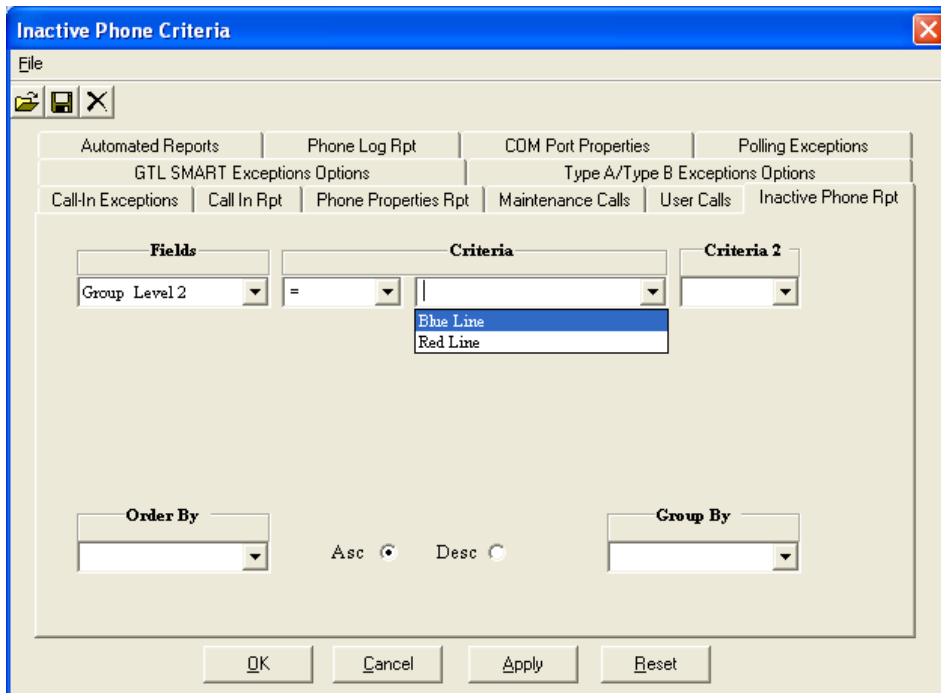 Inactive Phone Criteria
File
Automated Reports
Phone Log Rpt
COM Port Properties
Polling Exceptions
GTL SMART Exceptions Options
Type A/Type B Exceptions Options
Call-In Exceptions
Call In Rpt
Phone Properties Rpt
Maintenance Calls
User Calls
Inactive Phone Rpt
Fields
Criteria
Criteria 2
Group Level 2
=
Blue Line
Red Line
Order By
Group By
Asc
Desc
OK
Cancel
Apply
Reset